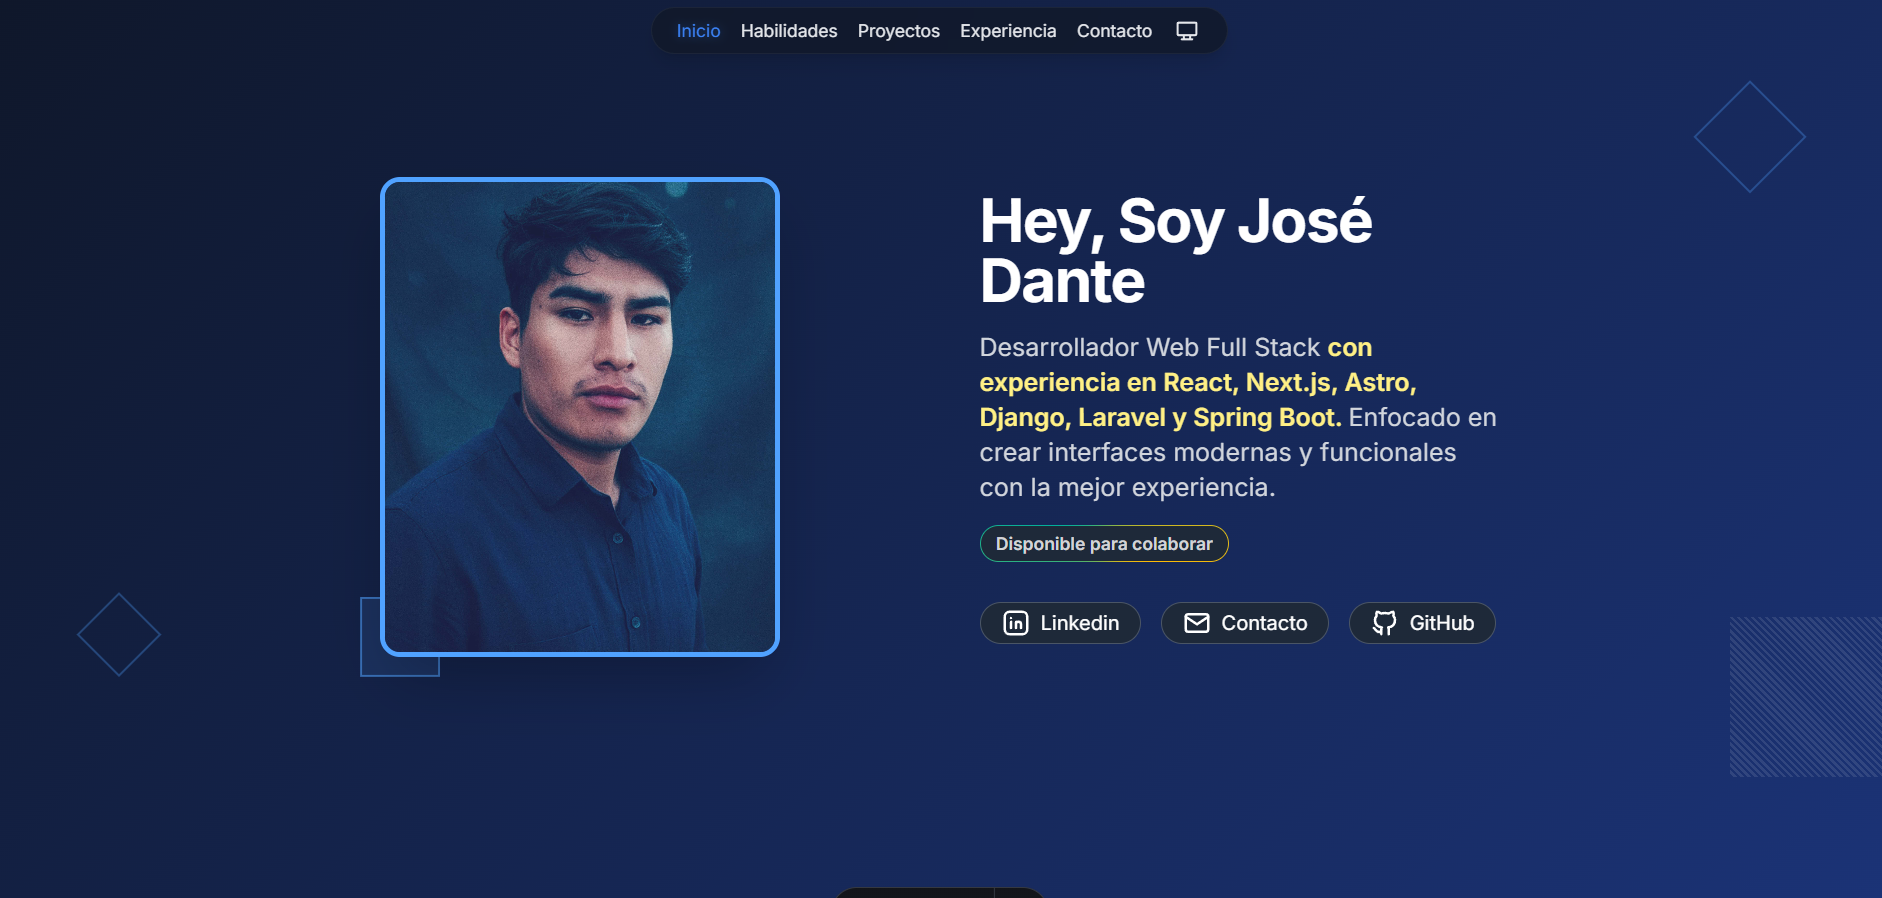 Inicio Habilidades Proyectos Experiencia Contacto
Hey, Soy José
Dante
Desarrollador Web Full Stack con
experiencia en React, Next.js, Astro,
Django, Laravel y Spring Boot. Enfocado en
crear interfaces modernas y funcionales
con la mejor experiencia.
Disponible para colaborar
in Linkedin Contacto GitHub